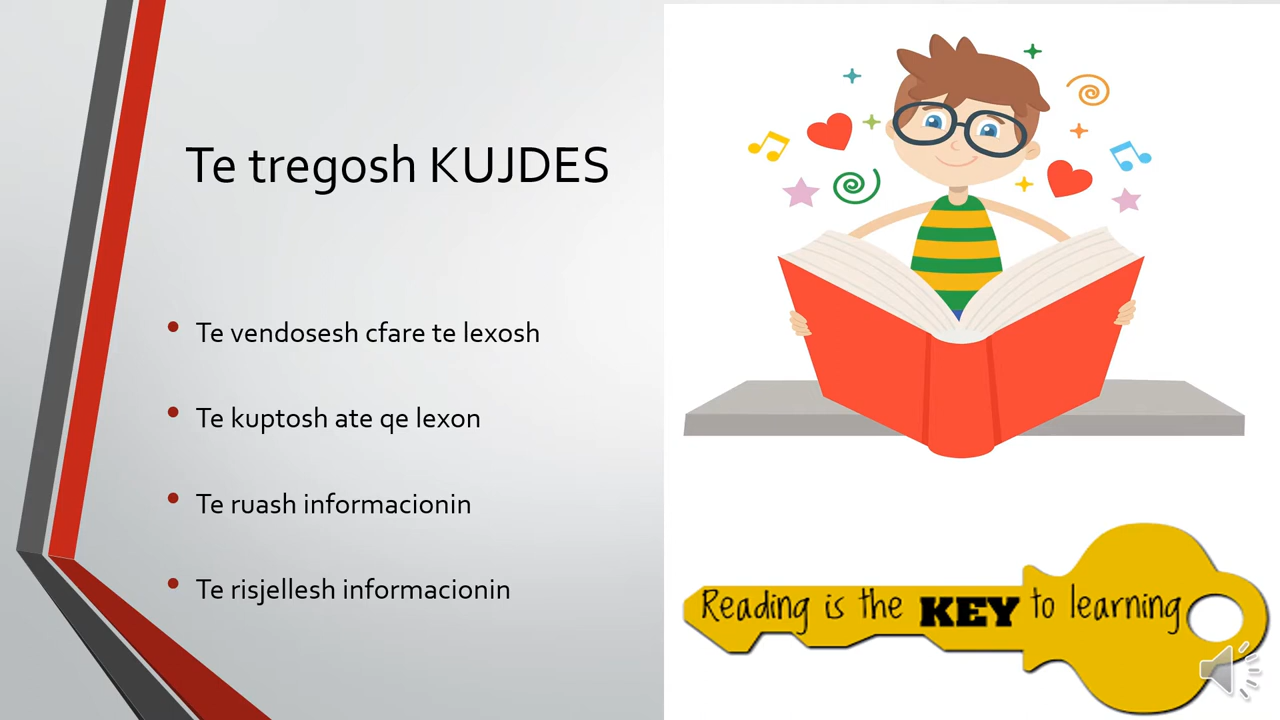 Te tregosh KUJDES
Te vendosesh cfare te lexosh
Te kuptosh ate qe lexon
Te ruash informacionin
Te risjellesh informacionin
Reading is the KEY to learning